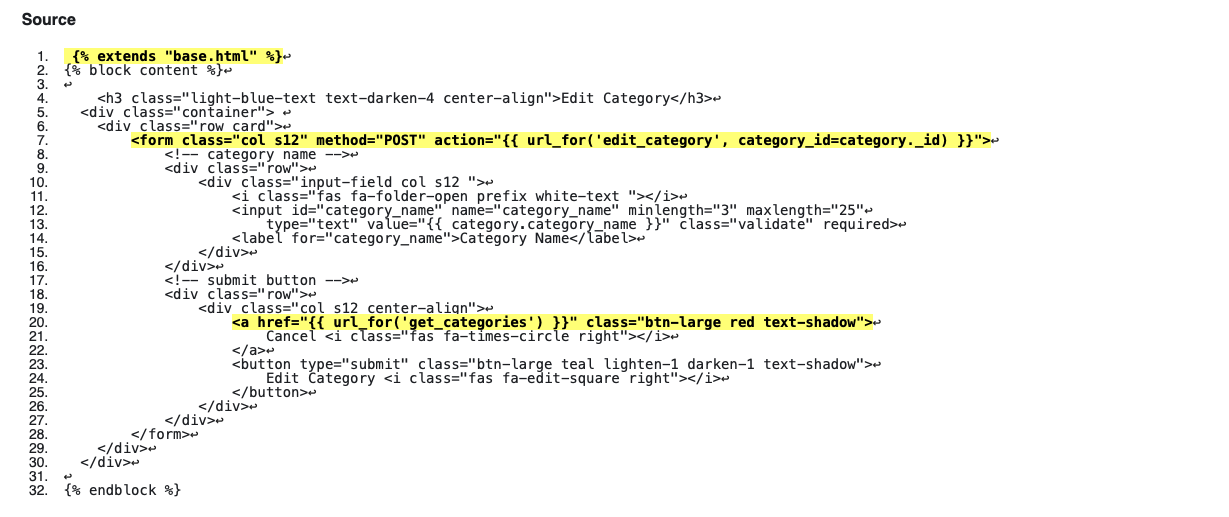 Source
1. {% extends "base.html" %}↩
2. {% block content %}↩
3. ↩
4. <h3 class="light-blue-text text-darken-4 center-align">Edit Category</h3>↩
5. <div class="container"> ↩
6. <div class="row card">↩
7. <form class="col s12" method="POST" action="{{ url_for('edit_category', category_id=category._id) }}">↩
8. <!-- category name -->↩
9. <div class="row">↩
10. <div class="input-field col s12 ">↩
11. <i class="fas fa-folder-open prefix white-text "></i>↩
12. <input id="category_name" name="category_name" minlength="3" maxlength="25"↩
13. type="text" value="{{ category.category_name }}" class="validate" required>↩
14. <label for="category_name">Category Name</label>↩
15. </div>↩
16. </div>↩
17. <!-- submit button -->↩
18. <div class="row">↩
19. <div class="col s12 center-align">↩
20. <a href="{{ url_for('get_categories') }}" class="btn-large red text-shadow">↩
21. Cancel <i class="fas fa-times-circle right"></i>↩
22. </a>↩
23. <button type="submit" class="btn-large teal lighten-1 darken-1 text-shadow">↩
24. Edit Category <i class="fas fa-edit-square right"></i>↩
25. </button>↩
26. </div>↩
27. </div>↩
28. </form>↩
29. </div>↩
30. </div>↩
31. ↩
32. {% endblock %}